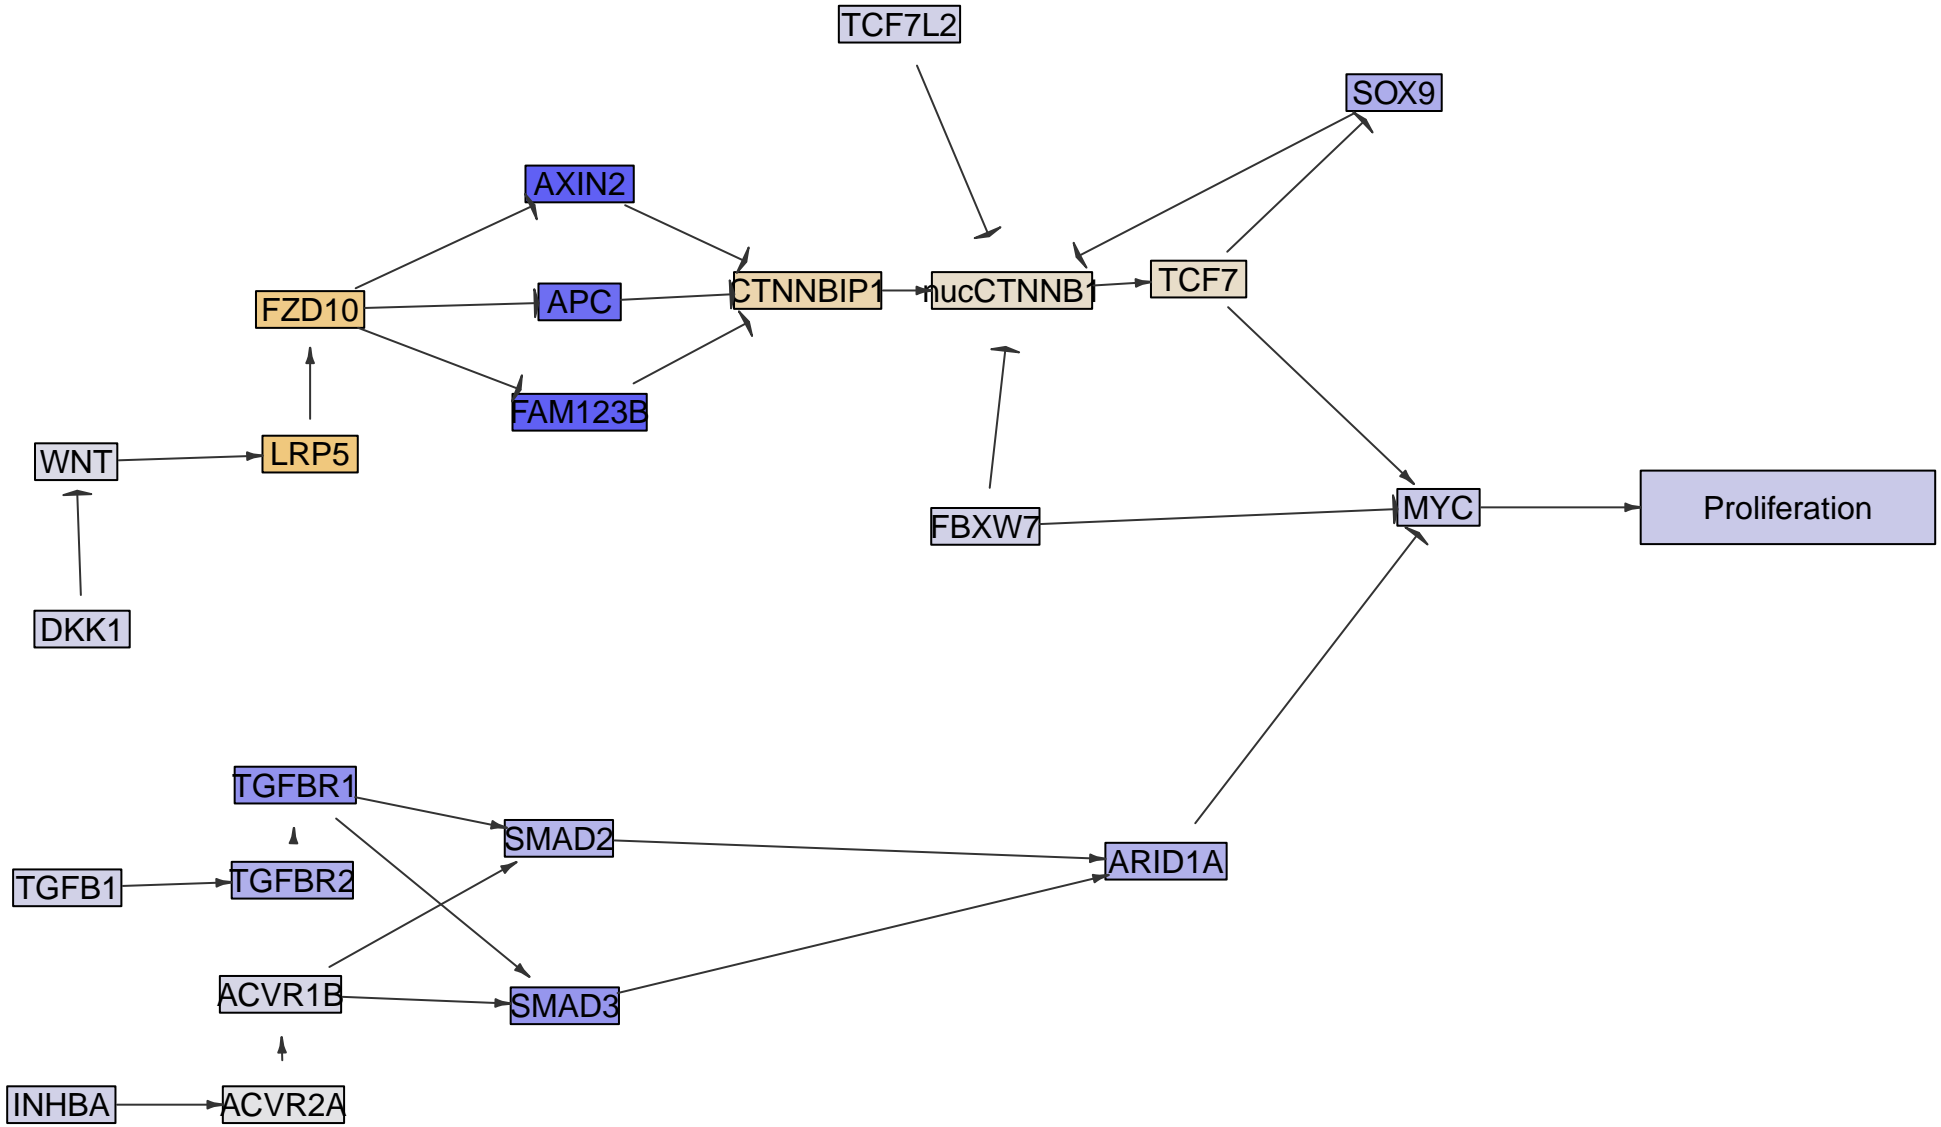 TCF7L2
SOX9
AXIN2
FZD10
APC
CTNNBIP1
nucCTNNB1
TCF7
FAM123B
WNT
LRP5
FBXW7
MYC
Proliferation
DKK1
TGFBR1
SMAD2
TGFB1
TGFBR2
ARID1A
ACVR1B
SMAD3
INHBA
ACVR2A